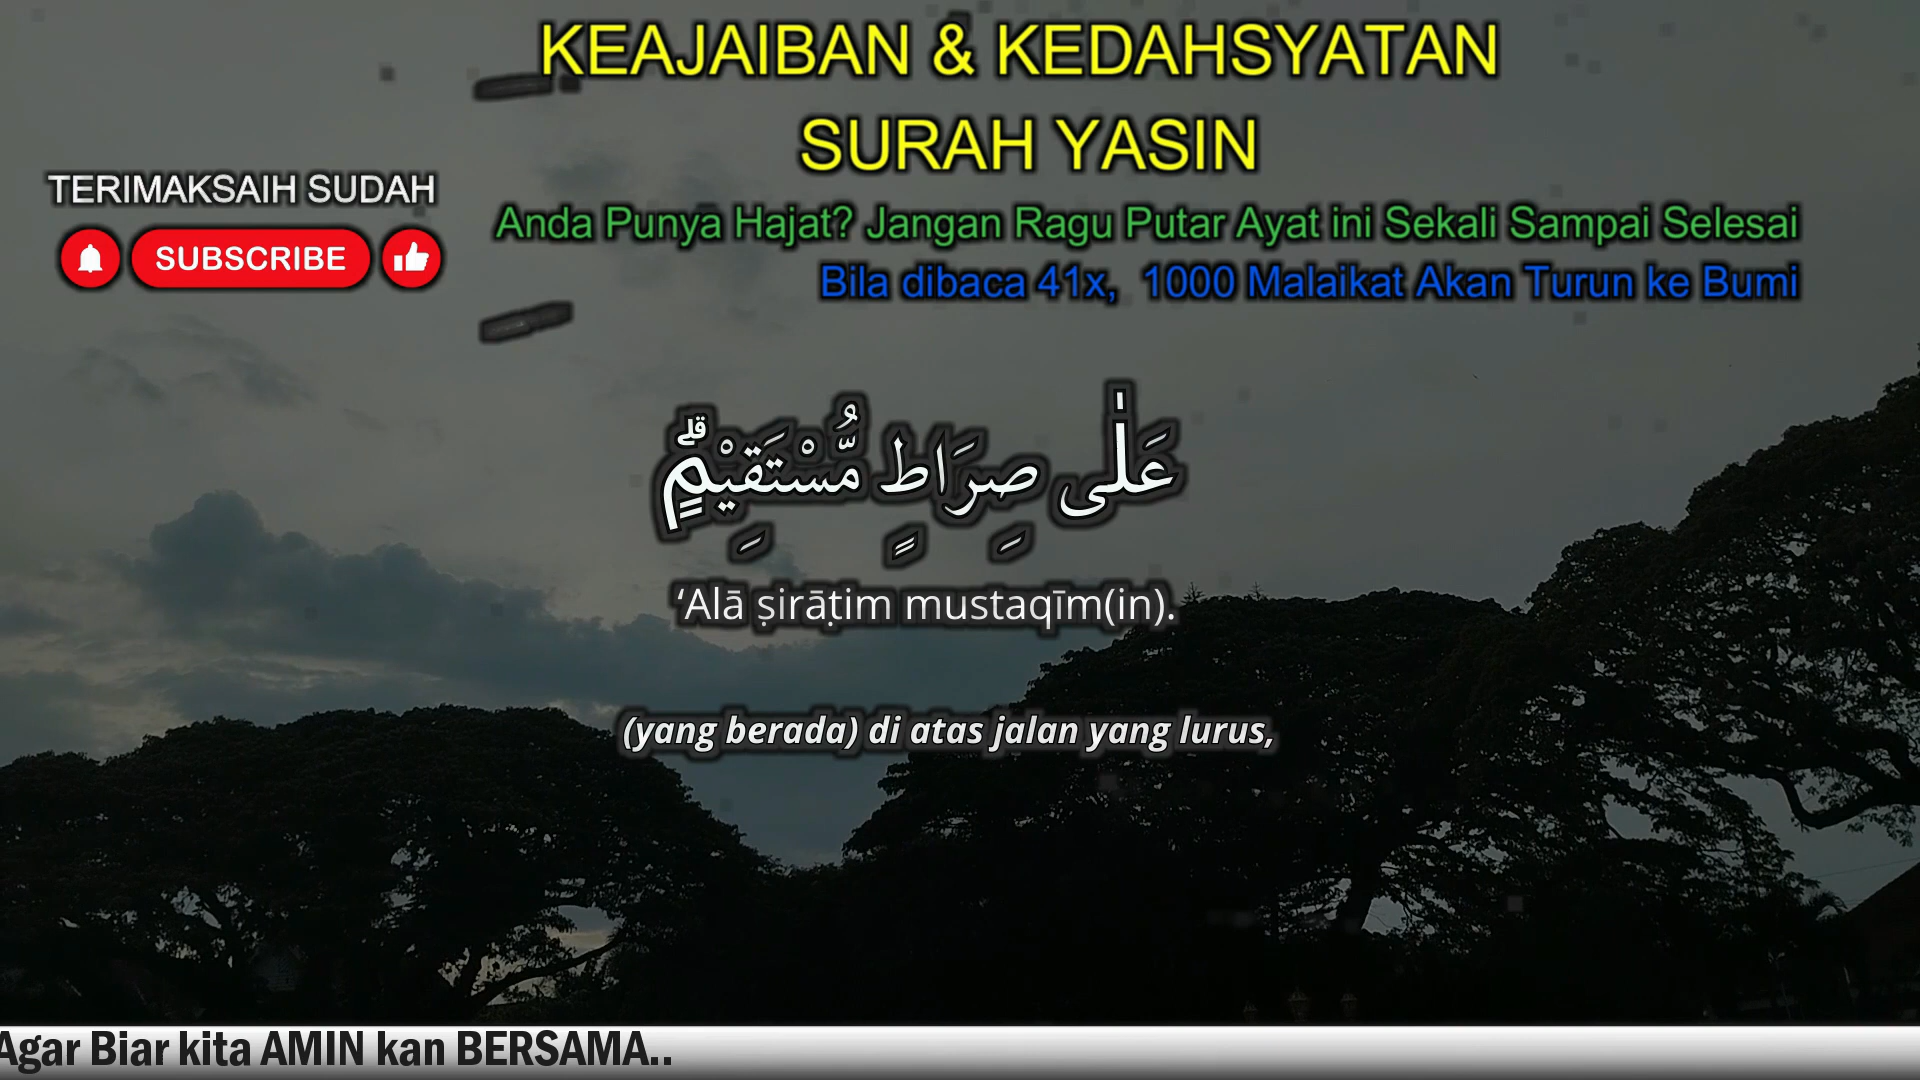 KEAJAIBAN & KEDAHSYATAN
SURAH YASIN
TERIMAKSAIH SUDAH
SUBSCRIBE
Anda Punya Hajat? Jangan Ragu Putar Ayat ini Sekali Sampai Selesai
Bila dibaca 41x, 1000 Malaikat Akan Turun ke Bumi
عَلٰى صِرَاطٍ مُّسْتَقِيْمٍۗ
‘Alā ṣirāṭim mustaqīm(in).
(yang berada) di atas jalan yang lurus,
Agar Biar kita AMIN kan BERSAMA..